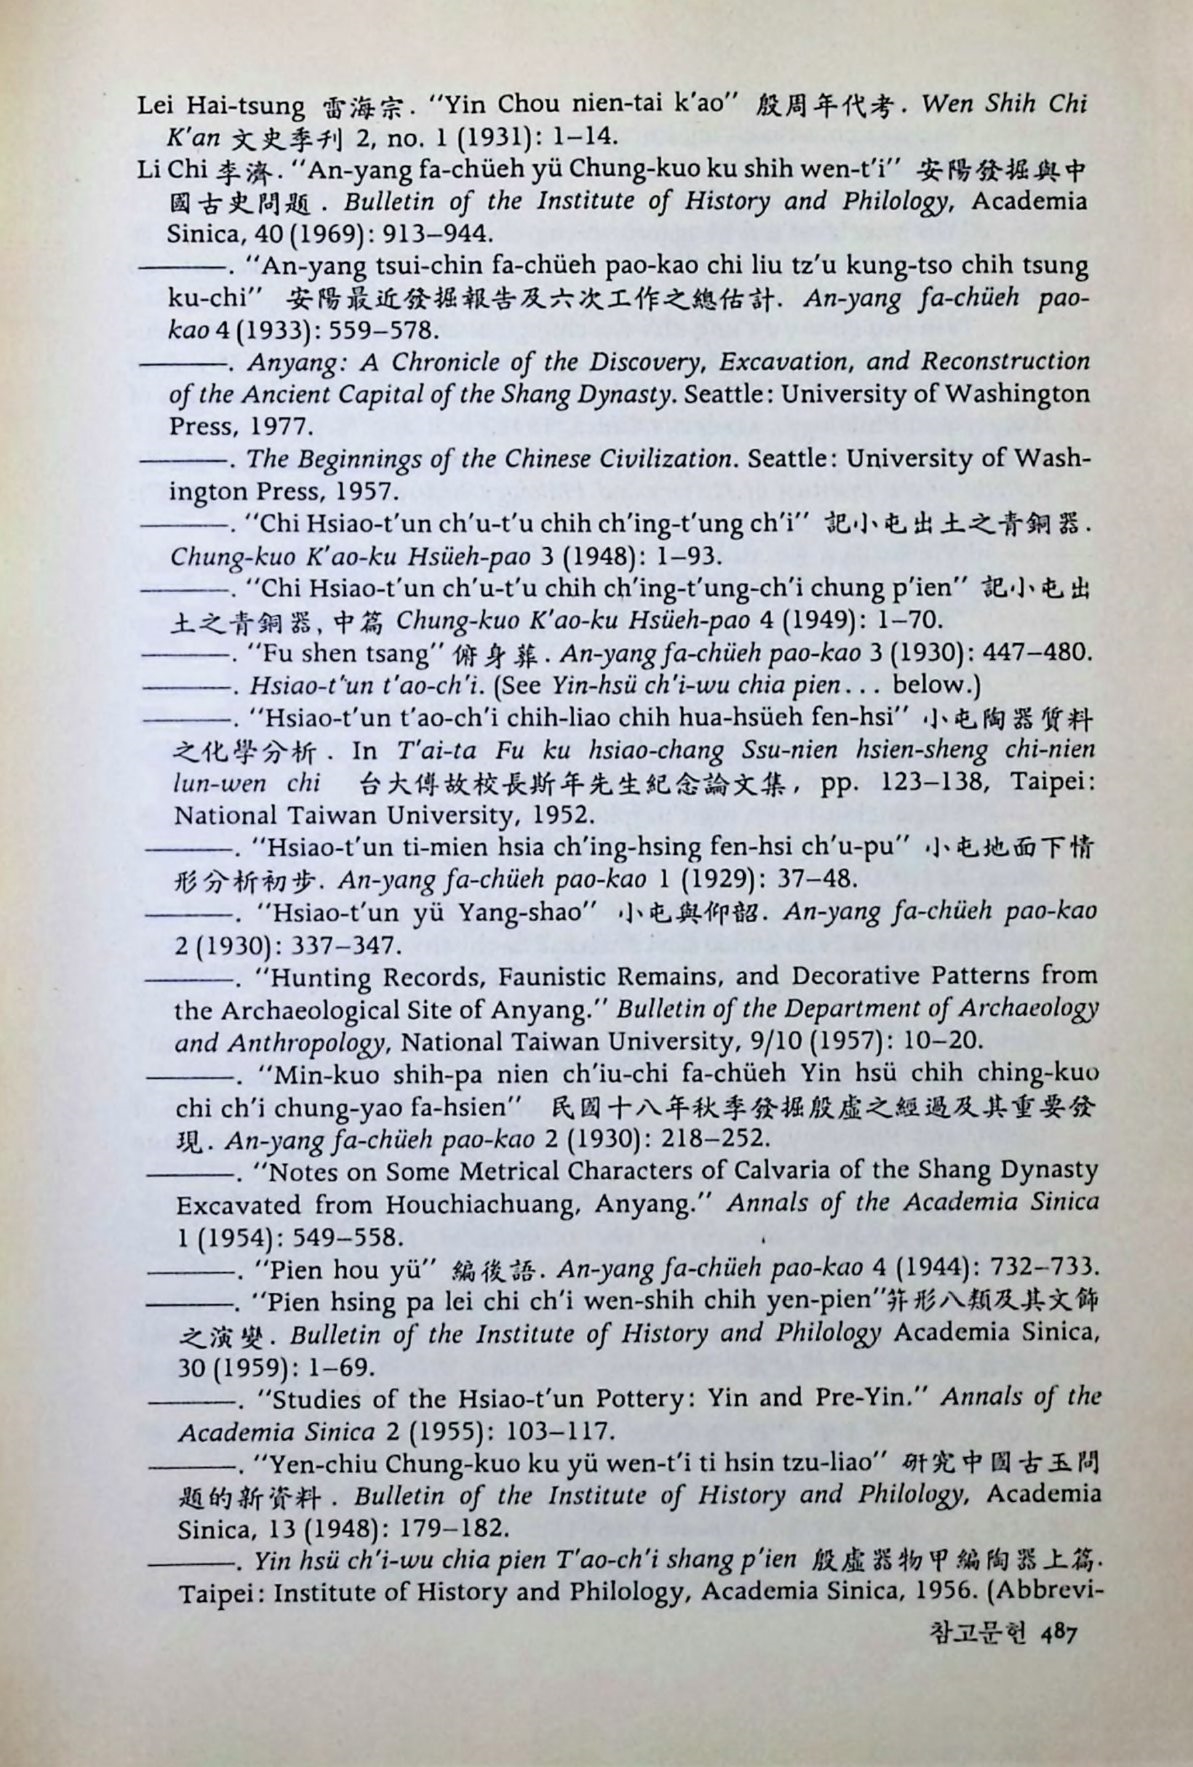 Lei Hai-tsung 雷海宗. "Yin Chou nien-tai k'ao" 殷周年代考. Wen Shih Chi
K'an 文史季刊 2, no. 1 (1931): 1–14.
Li Chi 李濟. "An-yang fa-chüeh yü Chung-kuo ku shih wen-t'i" 安陽發掘與中
國古史問題. Bulletin of the Institute of History and Philology, Academia
Sinica, 40 (1969): 913–944.
———. "An-yang tsui-chin fa-chüeh pao-kao chi liu tz'u kung-tso chih tsung
ku-chi" 安陽最近發掘報告及六次工作之總估計. An-yang fa-chüeh pao-
kao 4 (1933): 559–578.
———. Anyang: A Chronicle of the Discovery, Excavation, and Reconstruction
of the Ancient Capital of the Shang Dynasty. Seattle: University of Washington
Press, 1977.
———. The Beginnings of the Chinese Civilization. Seattle: University of Wash-
ington Press, 1957.
———. "Chi Hsiao-t'un ch'u-t'u chih ch'ing-t'ung ch'i" 記小屯出土之青銅器.
Chung-kuo K'ao-ku Hsüeh-pao 3 (1948): 1–93.
———. "Chi Hsiao-t'un ch'u-t'u chih ch'ing-t'ung-ch'i chung p'ien" 記小屯出
土之青銅器, 中篇 Chung-kuo K'ao-ku Hsüeh-pao 4 (1949): 1–70.
———. "Fu shen tsang" 俯身葬. An-yang fa-chüeh pao-kao 3 (1930): 447–480.
———. Hsiao-t'un t'ao-ch'i. (See Yin-hsü ch'i-wu chia pien... below.)
———. "Hsiao-t'un t'ao-ch'i chih-liao chih hua-hsüeh fen-hsi" 小屯陶器質料
之化學分析. In T'ai-ta Fu ku hsiao-chang Ssu-nien hsien-sheng chi-nien
lun-wen chi 台大傅故校長斯年先生紀念論文集, pp. 123–138, Taipei:
National Taiwan University, 1952.
———. "Hsiao-t'un ti-mien hsia ch'ing-hsing fen-hsi ch'u-pu" 小屯地面下情
形分析初步. An-yang fa-chüeh pao-kao 1 (1929): 37–48.
———. "Hsiao-t'un yü Yang-shao" 小屯與仰韶. An-yang fa-chüeh pao-kao
2 (1930): 337–347.
———. "Hunting Records, Faunistic Remains, and Decorative Patterns from
the Archaeological Site of Anyang." Bulletin of the Department of Archaeology
and Anthropology, National Taiwan University, 9/10 (1957): 10–20.
———. "Min-kuo shih-pa nien ch'iu-chi fa-chüeh Yin hsü chih ching-kuo
chi ch'i chung-yao fa-hsien" 民國十八年秋季發掘殷虛之經過及其重要發
現. An-yang fa-chüeh pao-kao 2 (1930): 218–252.
———. "Notes on Some Metrical Characters of Calvaria of the Shang Dynasty
Excavated from Houchiachuang, Anyang." Annals of the Academia Sinica
1 (1954): 549–558.
———. "Pien hou yü" 編後語. An-yang fa-chüeh pao-kao 4 (1944): 732–733.
———. "Pien hsing pa lei chi ch'i wen-shih chih yen-pien" 笄形八類及其文飾
之演變. Bulletin of the Institute of History and Philology Academia Sinica,
30 (1959): 1–69.
———. "Studies of the Hsiao-t'un Pottery: Yin and Pre-Yin." Annals of the
Academia Sinica 2 (1955): 103–117.
———. "Yen-chiu Chung-kuo ku yü wen-t'i ti hsin tzu-liao" 研究中國古玉問
題的新資料. Bulletin of the Institute of History and Philology, Academia
Sinica, 13 (1948): 179–182.
———. Yin hsü ch'i-wu chia pien T'ao-ch'i shang p'ien 殷虛器物甲編陶器上篇.
Taipei: Institute of History and Philology, Academia Sinica, 1956. (Abbrevi-
참고문헌 487